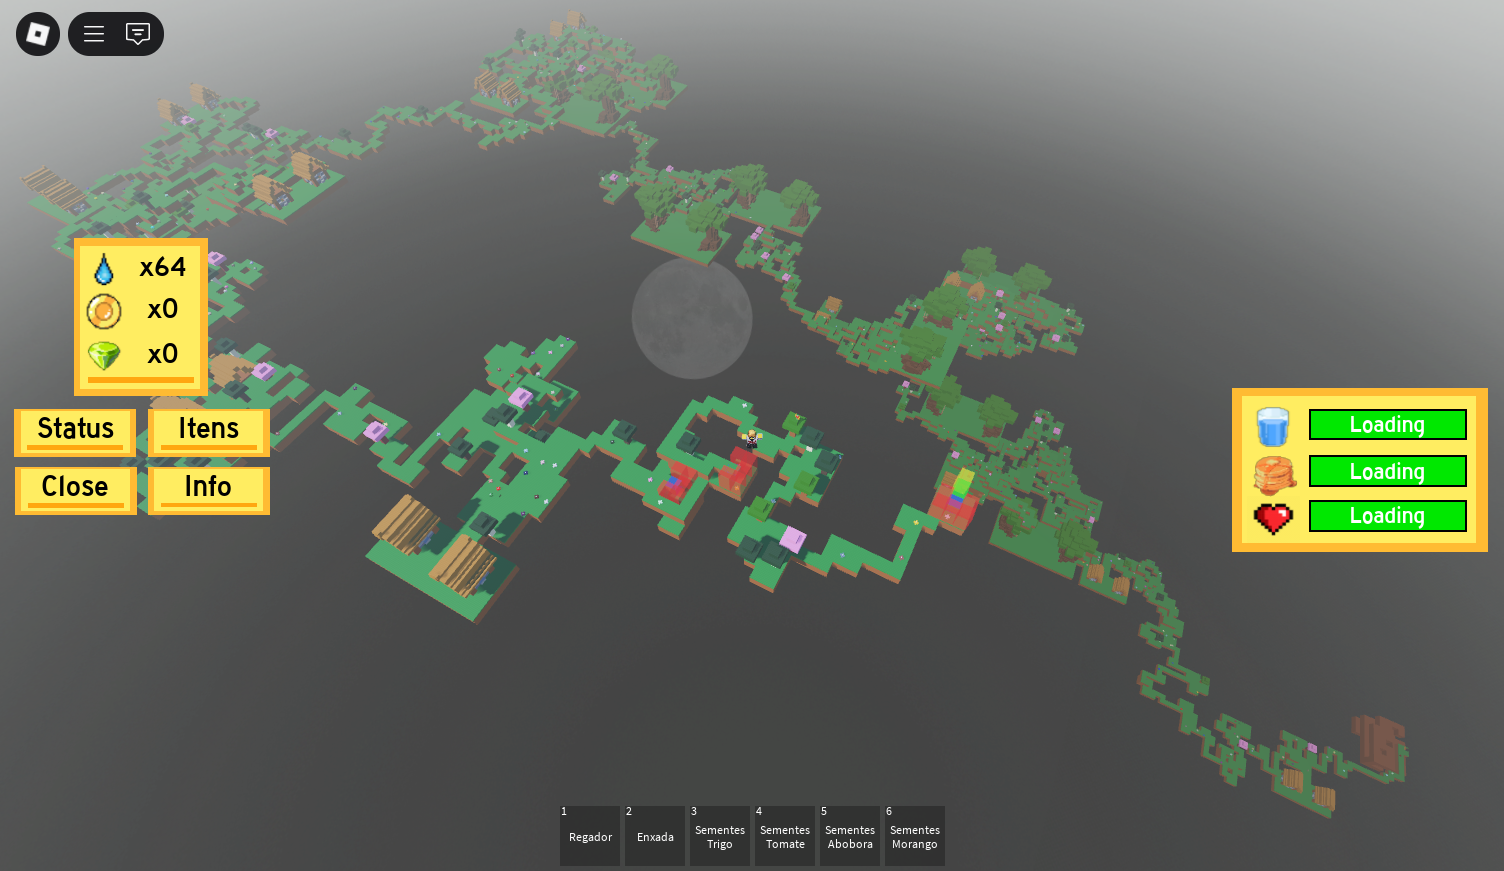 x64
x0
x0
Status
Itens
Close
Info
Loading
Loading
Loading
1
Regador
2
Enxada
3
Sementes
Trigo
4
Sementes
Tomate
5
Sementes
Abobora
6
Sementes
Morango